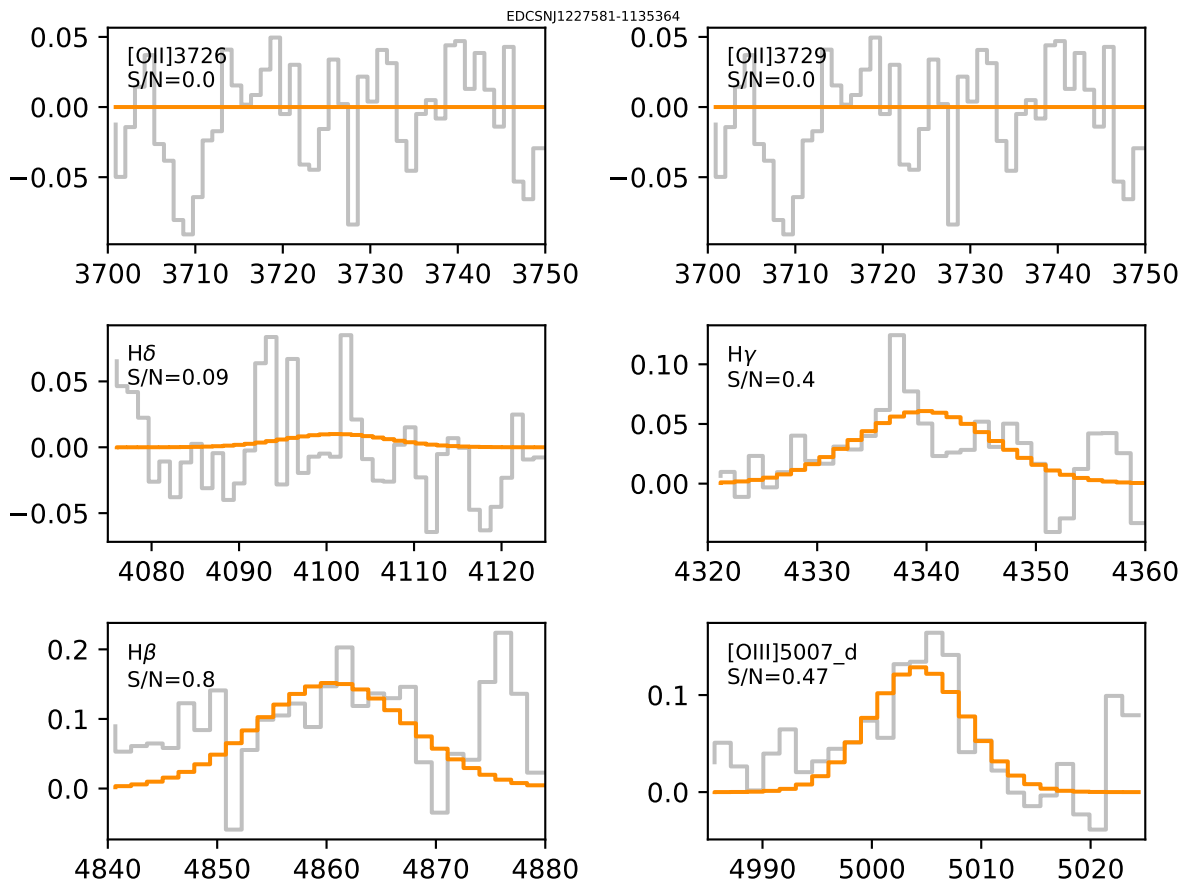 EDCSNJ1227581-1135364
[OII]3726
S/N=0.0
0.05
0.00
−0.05
3700 3710 3720 3730 3740 3750
[OII]3729
S/N=0.0
0.05
0.00
−0.05
3700 3710 3720 3730 3740 3750
Hδ
S/N=0.09
0.05
0.00
−0.05
4080 4090 4100 4110 4120
Hγ
S/N=0.4
0.10
0.05
0.00
4320 4330 4340 4350 4360
Hβ
S/N=0.8
0.2
0.1
0.0
4840 4850 4860 4870 4880
[OIII]5007_d
S/N=0.47
0.1
0.0
4990 5000 5010 5020